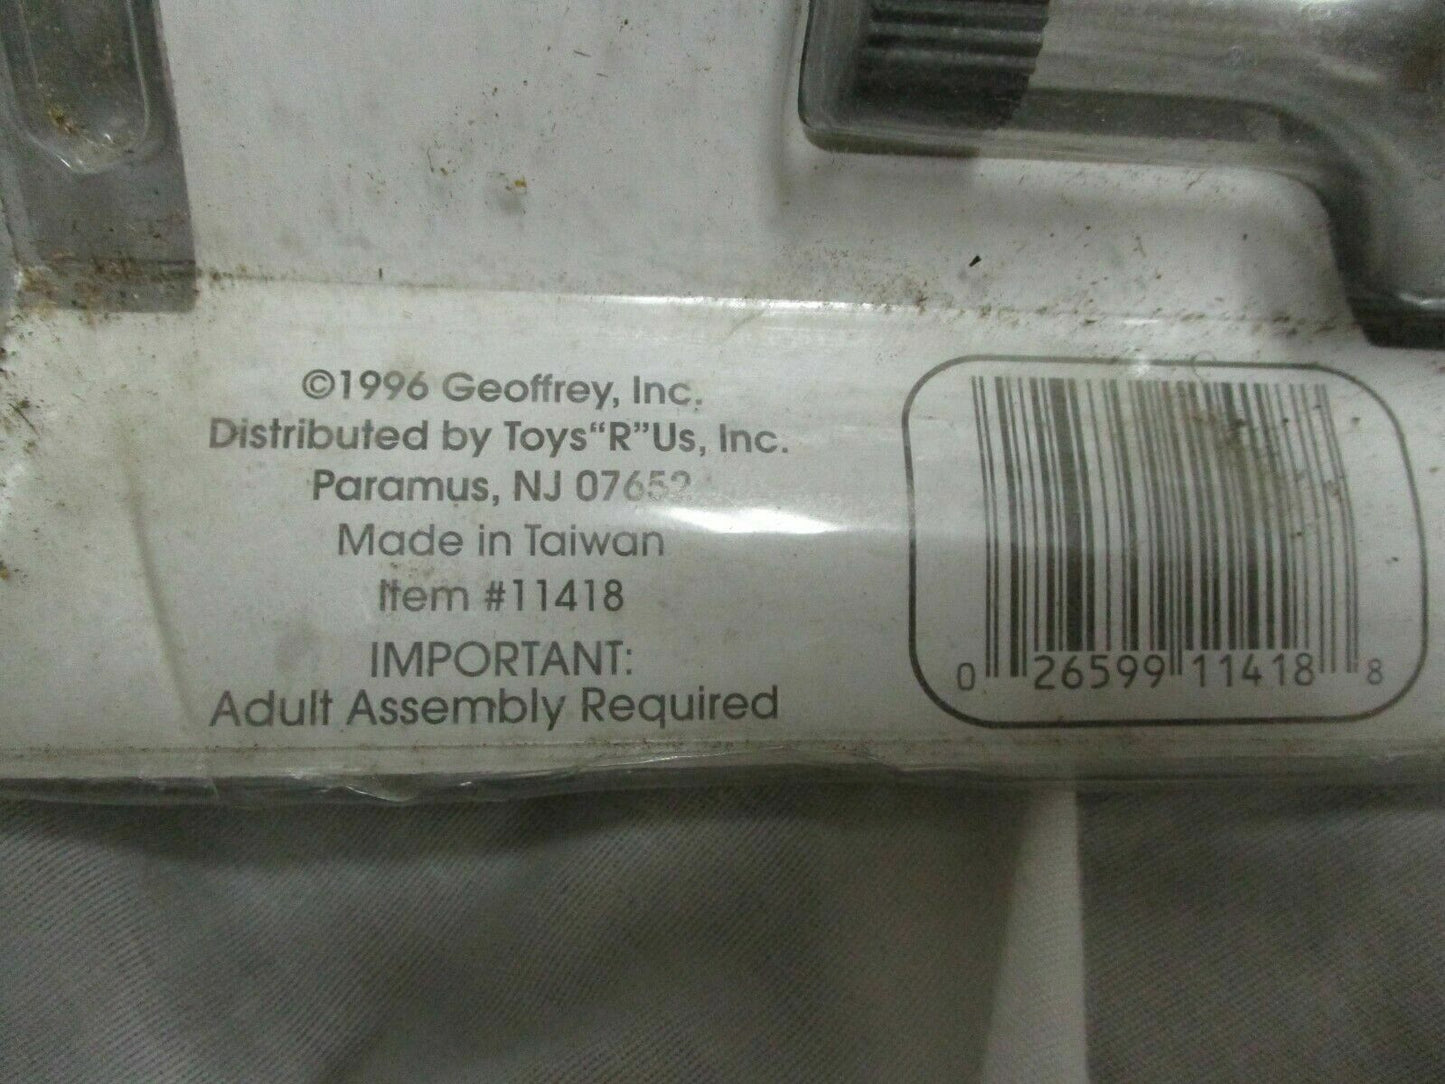 ©1996 Geoffrey, Inc.
Distributed by Toys“R”Us, Inc.
Paramus, NJ 07652
Made in Taiwan
Item #11418
IMPORTANT:
Adult Assembly Required
0 26599 11418 8